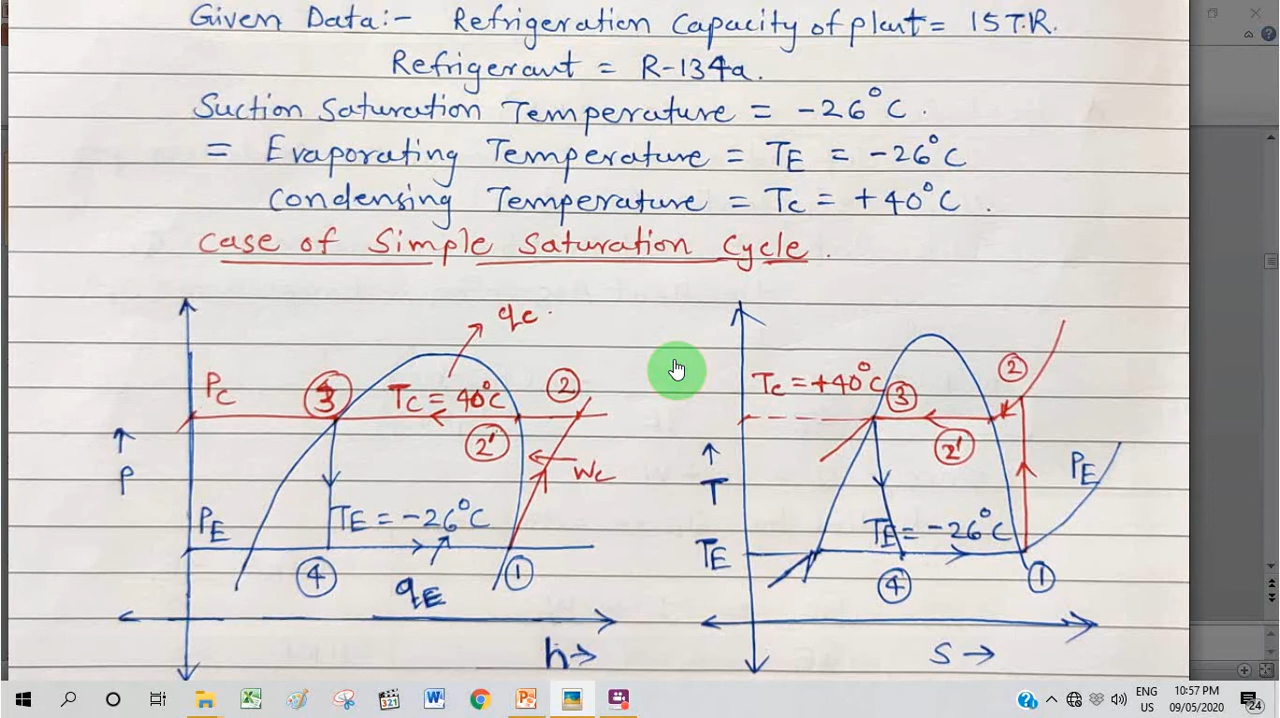 Given Data:- Refrigeration Capacity of plant = 15 T.R.
Refrigerant = R-134a.
Suction Saturation Temperature = -26°C.
= Evaporating Temperature = TE = -26°C
Condensing Temperature = Tc = +40°C.
Case of Simple Saturation Cycle.
qc.
PC
3
TC = 40°C
2
2'
WC
↑
P
PE
TE = -26°C
4
qE
1
h→
Tc = +40°C
3
2
2'
↑
T
PE
TE
TE = -26°C
4
1
S →
321
ENG
US
10:57 PM
09/05/2020
24